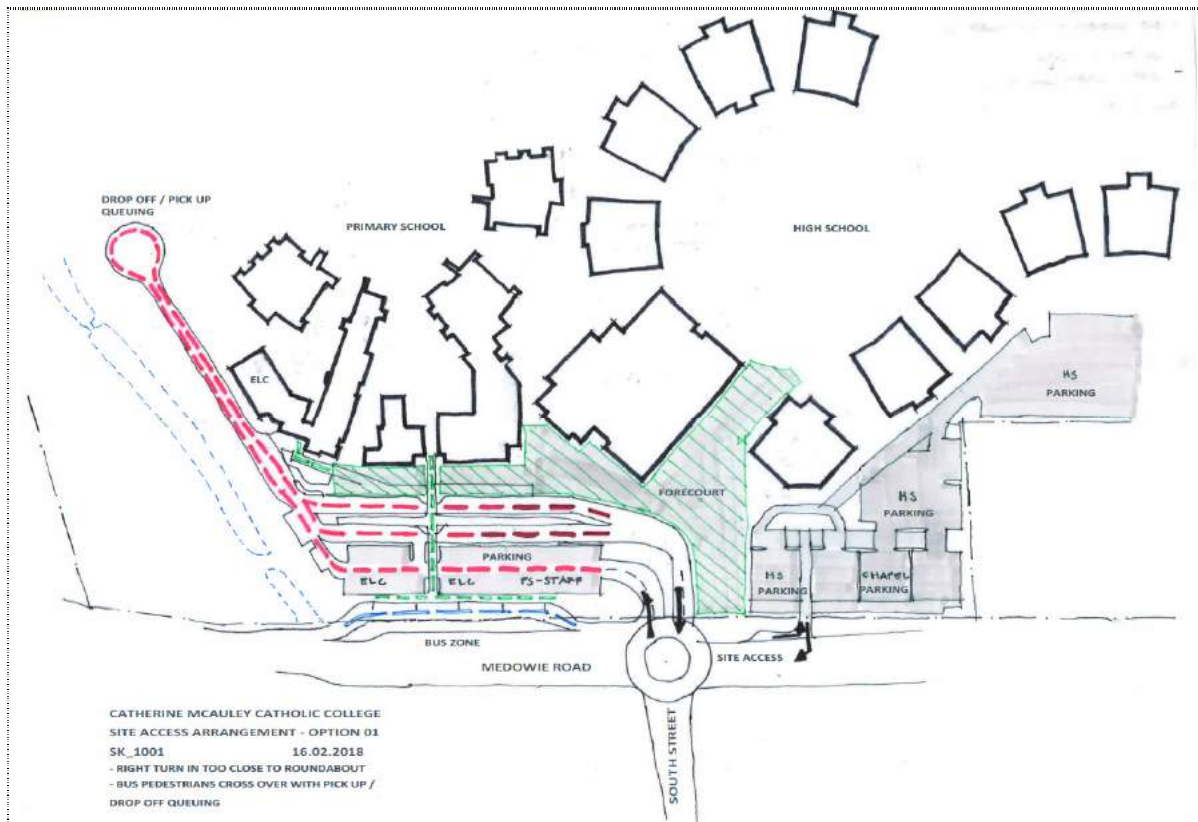 DROP OFF / PICK UP
QUEUING
PRIMARY SCHOOL
HIGH SCHOOL
ELC
HS
PARKING
FORECOURT
HS
PARKING
PARKING
ELC
ELC
PS-STAFF
HS
PARKING
CHAPEL
PARKING
BUS ZONE
SITE ACCESS
MEDOWIE ROAD
SOUTH STREET
CATHERINE MCAULEY CATHOLIC COLLEGE
SITE ACCESS ARRANGEMENT - OPTION 01
SK_1001 16.02.2018
- RIGHT TURN IN TOO CLOSE TO ROUNDABOUT
- BUS PEDESTRIANS CROSS OVER WITH PICK UP /
DROP OFF QUEUING